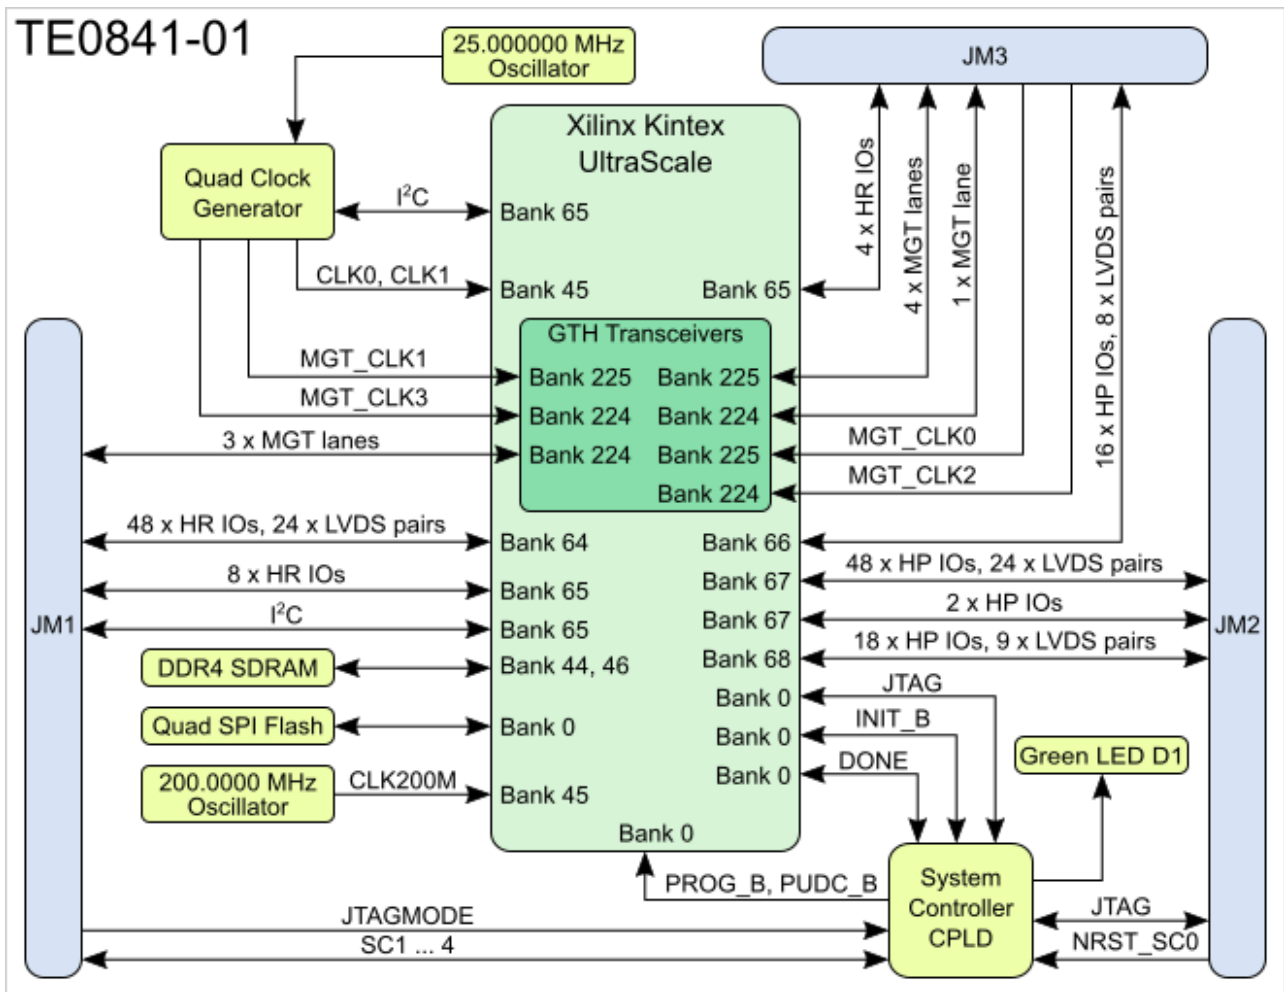 TE0841-01
25.000000 MHz
Oscillator
JM3
Xilinx Kintex
UltraScale
Quad Clock
Generator
I²C
Bank 65
4 x HR IOs
4 x MGT lanes
1 x MGT lane
16 x HP IOs, 8 x LVDS pairs
CLK0, CLK1
Bank 45
Bank 65
GTH Transceivers
MGT_CLK1
Bank 225
Bank 225
MGT_CLK3
Bank 224
Bank 224
3 x MGT lanes
Bank 224
Bank 225
MGT_CLK0
Bank 224
MGT_CLK2
48 x HR IOs, 24 x LVDS pairs
Bank 64
Bank 66
8 x HR IOs
Bank 65
Bank 67
48 x HP IOs, 24 x LVDS pairs
JM1
I²C
Bank 65
Bank 67
2 x HP IOs
JM2
DDR4 SDRAM
Bank 44, 46
Bank 68
18 x HP IOs, 9 x LVDS pairs
Bank 0
JTAG
Quad SPI Flash
Bank 0
Bank 0
INIT_B
Bank 0
DONE
Green LED D1
200.0000 MHz
Oscillator
CLK200M
Bank 45
Bank 0
PROG_B, PUDC_B
System
Controller
CPLD
JTAGMODE
SC1 ... 4
JTAG
NRST_SC0